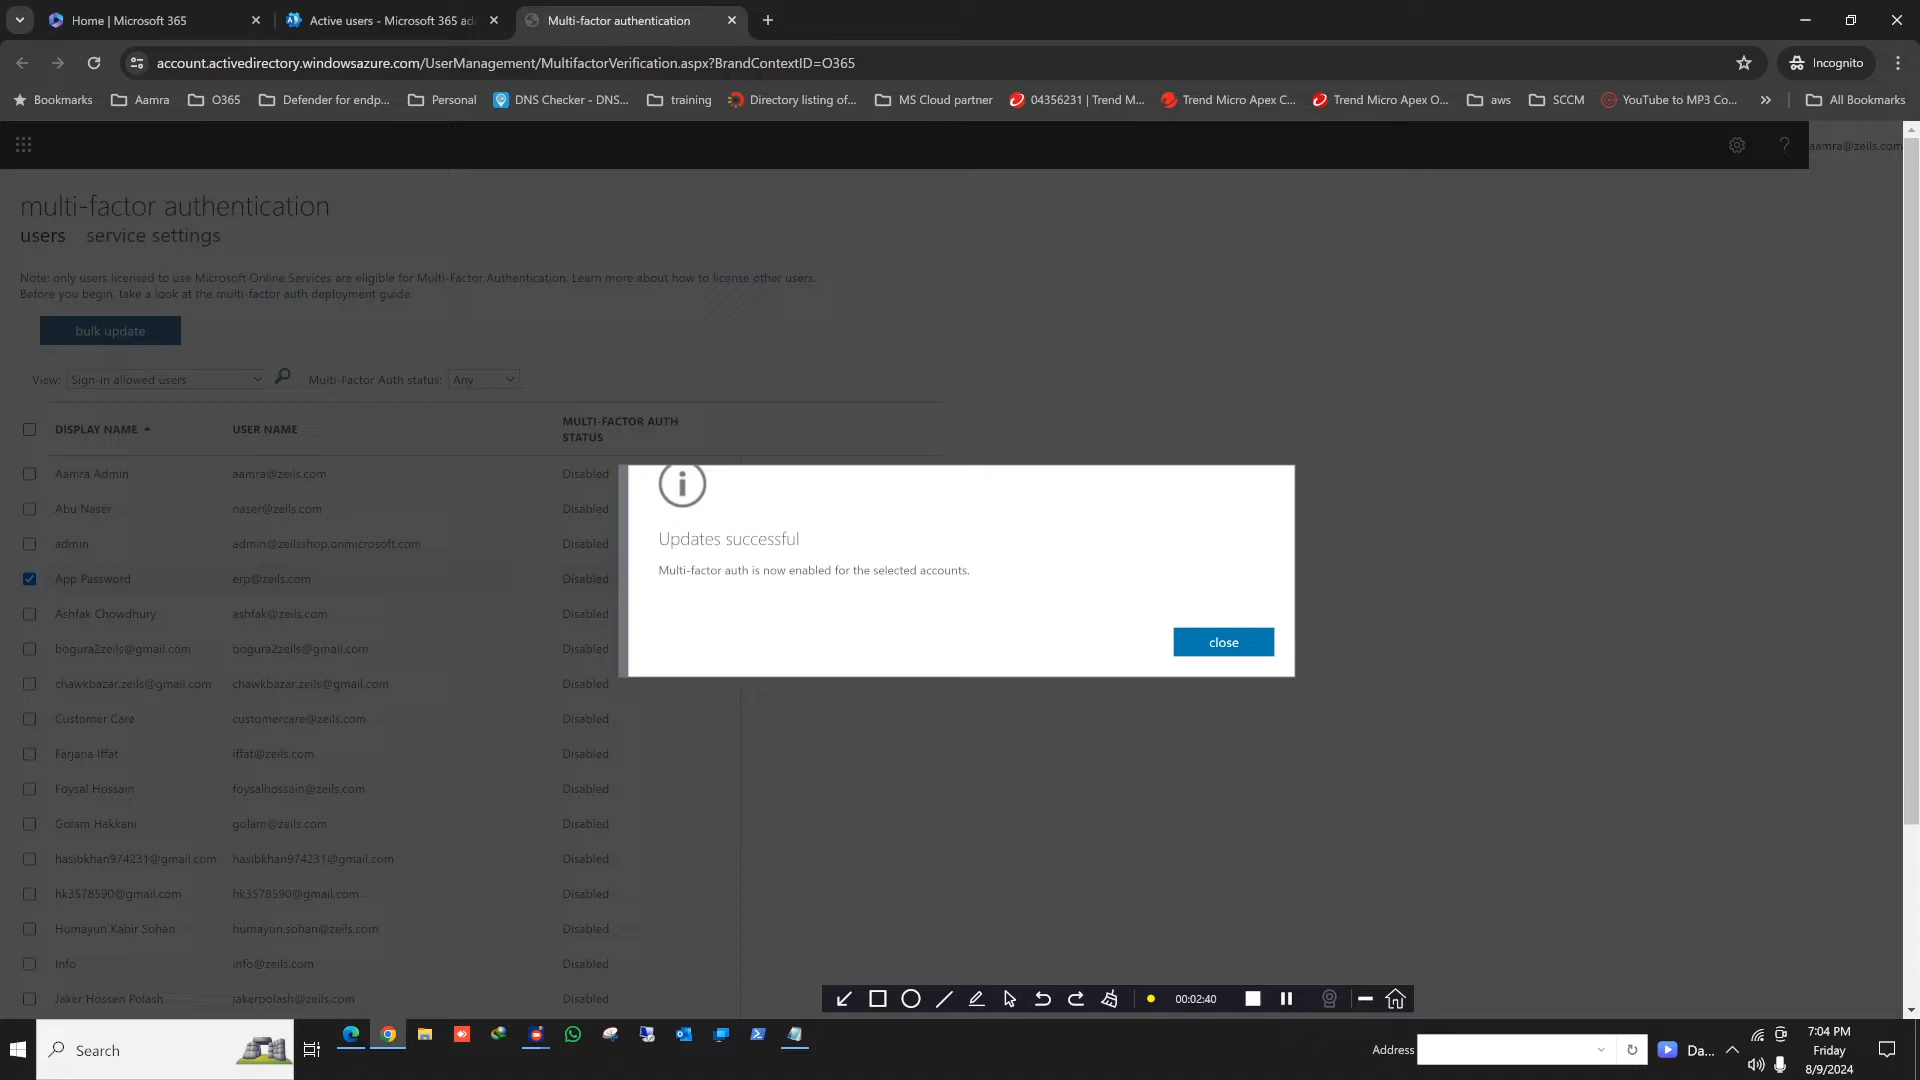 Home | Microsoft 365
Active users - Microsoft 365 ad
Multi-factor authentication
account.activedirectory.windowsazure.com/UserManagement/MultifactorVerification.aspx?BrandContextID=O365
Incognito
Bookmarks
Aamra
O365
Defender for endp...
Personal
DNS Checker - DNS...
training
Directory listing of...
MS Cloud partner
04356231 | Trend M...
Trend Micro Apex C...
Trend Micro Apex O...
aws
SCCM
YouTube to MP3 Co...
All Bookmarks
aamra@zeils.com
multi-factor authentication
users service settings
Note: only users licensed to use Microsoft Online Services are eligible for Multi-Factor Authentication. Learn more about how to license other users.
Before you begin, take a look at the multi-factor auth deployment guide.
bulk update
View: Sign-in allowed users Multi-Factor Auth status: Any
DISPLAY NAME USER NAME MULTI-FACTOR AUTH
STATUS
Aamra Admin aamra@zeils.com Disabled
Abu Naser naser@zeils.com Disabled
admin admin@zeilsshop.onmicrosoft.com Disabled
App Password erp@zeils.com Disabled
Ashfak Chowdhury ashfak@zeils.com Disabled
bogura2zeils@gmail.com bogura2zeils@gmail.com Disabled
chawkbazar.zeils@gmail.com chawkbazar.zeils@gmail.com Disabled
Customer Care customercare@zeils.com Disabled
Farjana Iffat iffat@zeils.com Disabled
Foysal Hossain foysalhossain@zeils.com Disabled
Golam Hakkani golam@zeils.com Disabled
hasibkhan974231@gmail.com hasibkhan974231@gmail.com Disabled
hk3578590@gmail.com hk3578590@gmail.com Disabled
Humayun Kabir Sohan humayun.sohan@zeils.com Disabled
Info info@zeils.com Disabled
Jaker Hossen Polash jakerpolash@zeils.com Disabled
Updates successful
Multi-factor auth is now enabled for the selected accounts.
close
00:02:40
Search
Address
Da...
7:04 PM
Friday
8/9/2024